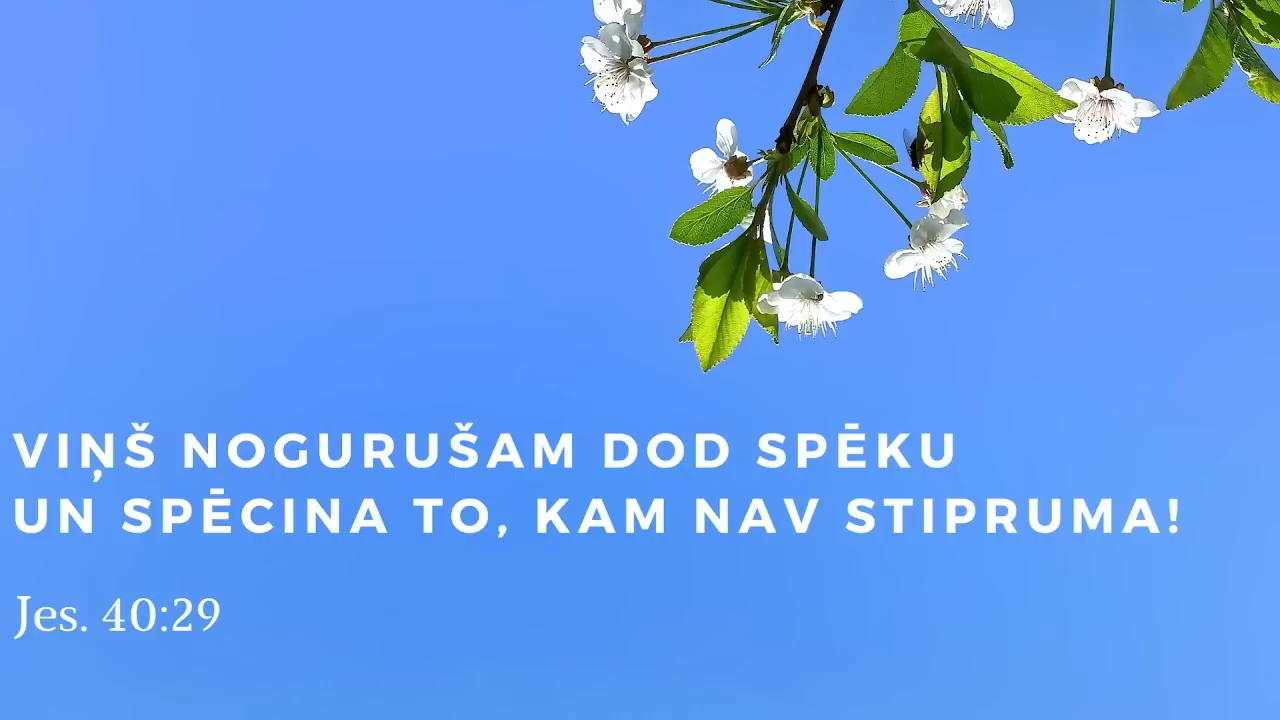 VIŅŠ NOGURUŠAM DOD SPĒKU
UN SPĒCINA TO, KAM NAV STIPRUMA!
Jes. 40:29